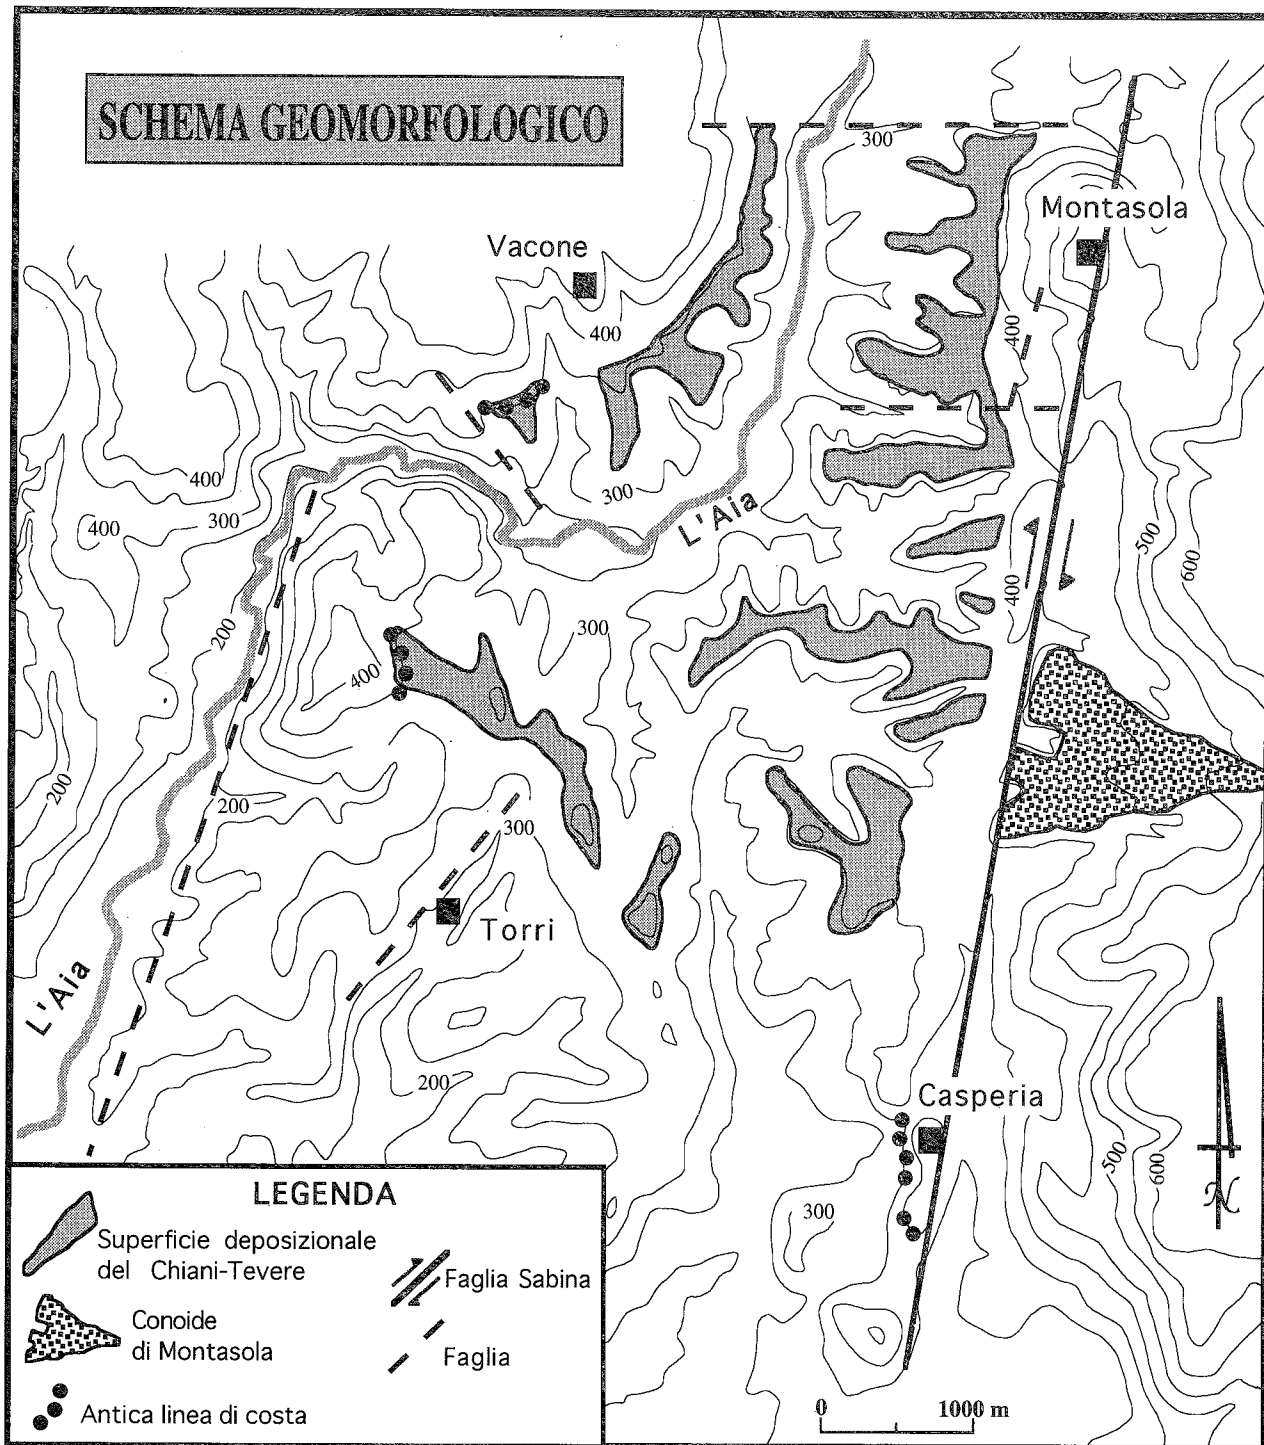 SCHEMA GEOMORFOLOGICO
300
Montasola
Vacone
400
400
400
300
300
L'Aia
400
500
600
400
200
300
400
200
200
300
Torri
L'Aia
200
Casperia
500
600
300
N
LEGENDA
Superficie deposizionale
del Chiani-Tevere
Faglia Sabina
Conoide
di Montasola
Faglia
Antica linea di costa
0 1000 m